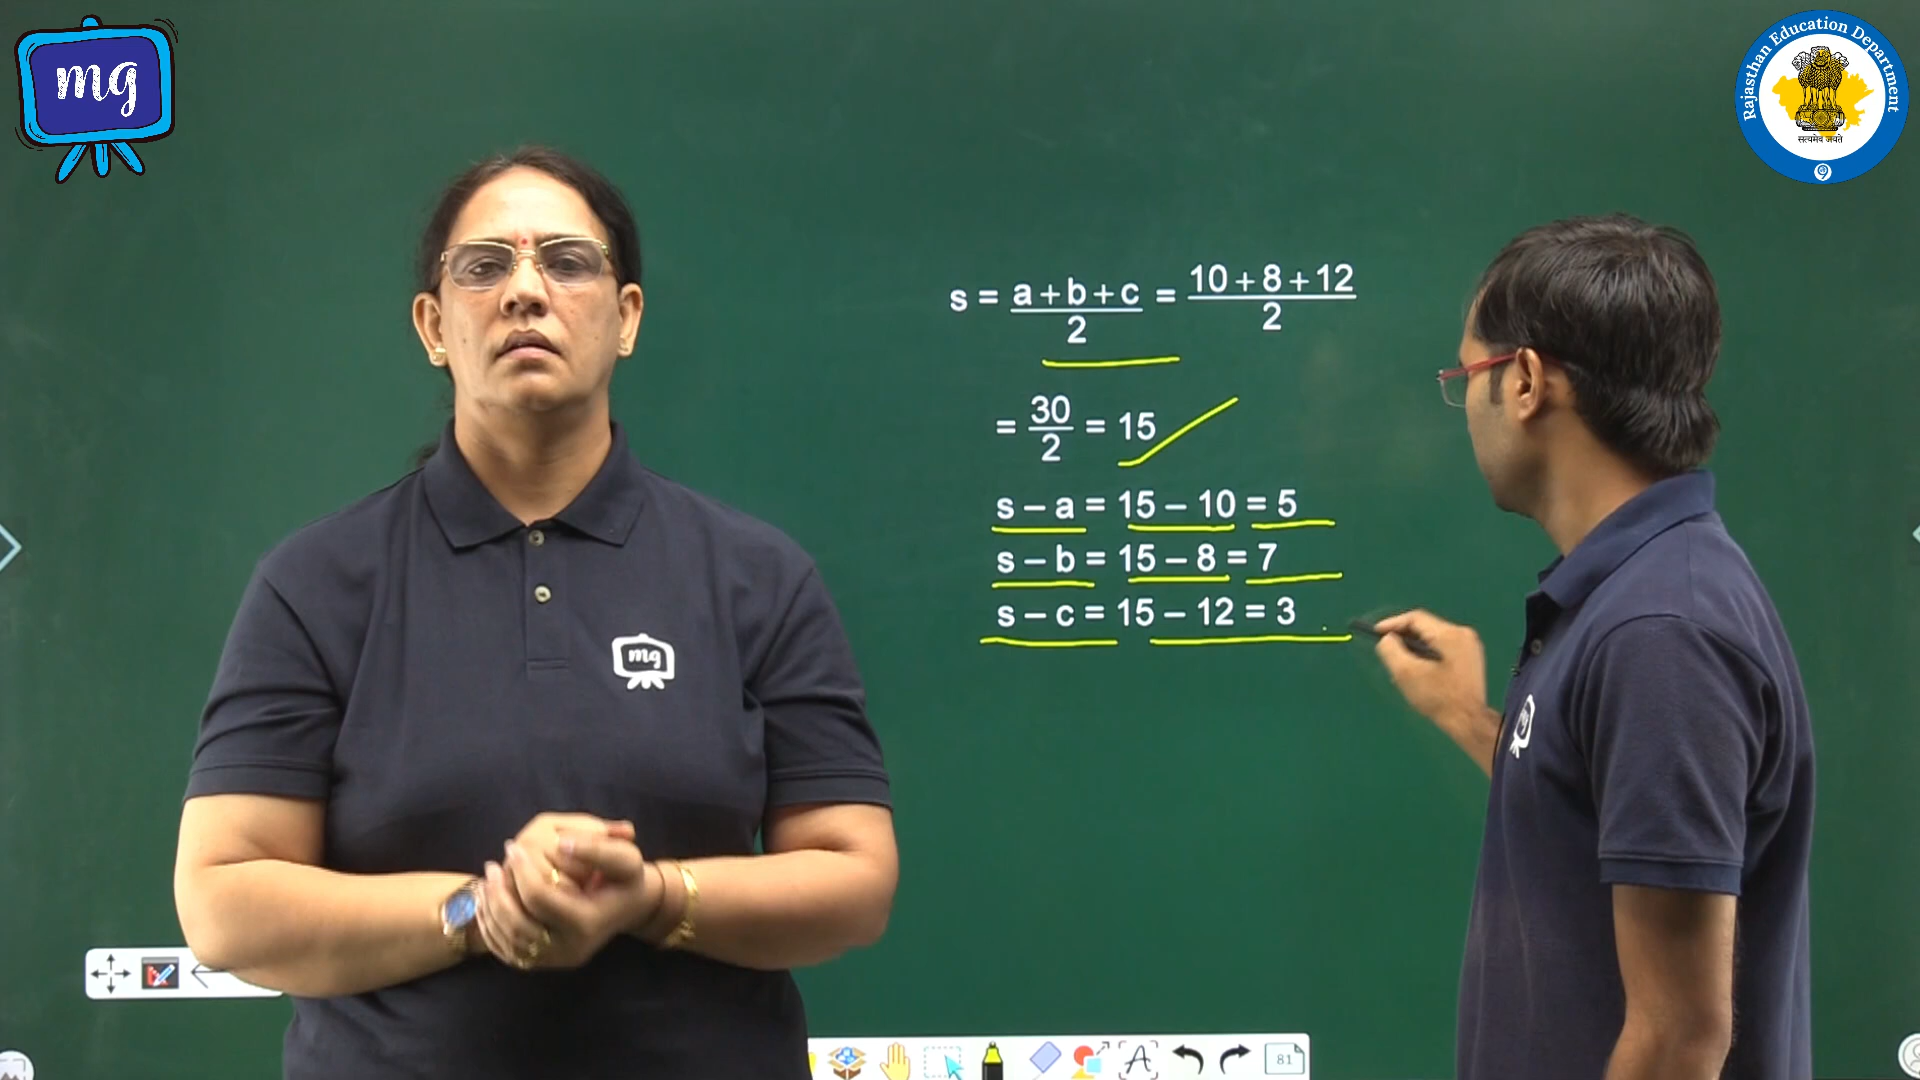 mg
Rajasthan Education Department
सत्यमेव जयते
s = a+b+c/2 = 10+8+12/2
= 30/2 = 15
s – a = 15 – 10 = 5
s – b = 15 – 8 = 7
s – c = 15 – 12 = 3
mg
mg
A
81